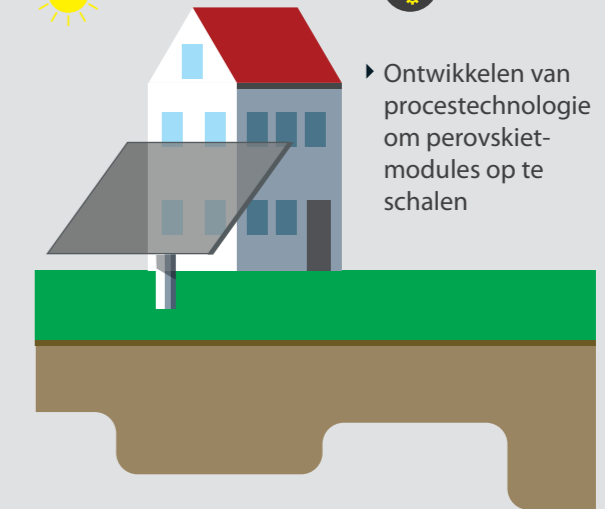 Ontwikkelen van
procestechnologie
om perovskiet-
modules op te
schalen